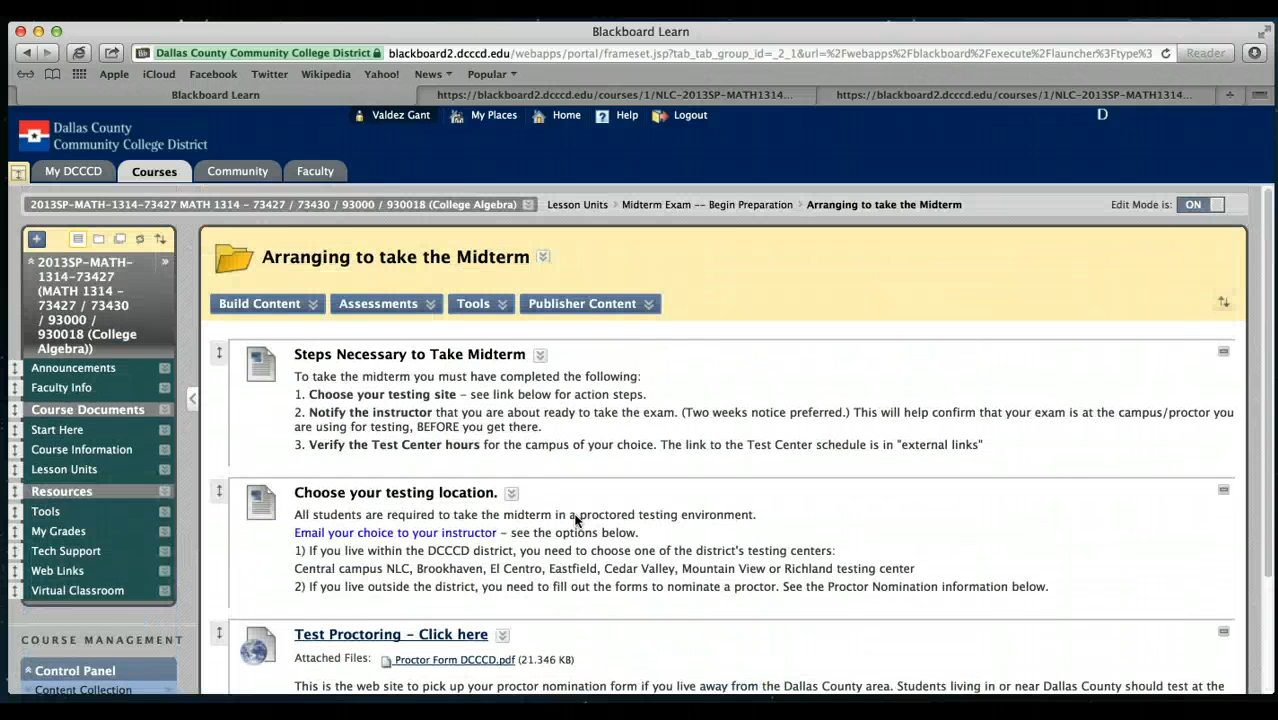 Blackboard Learn
Dallas County Community College District blackboard2.dcccd.edu/webapps/portal/frameset.jsp?tab_tab_group_id=_2_1&url=%2Fwebapps%2Fblackboard%2Fexecute%2Flauncher%3Ftype%3 Reader
Apple iCloud Facebook Twitter Wikipedia Yahoo! News Popular
Blackboard Learn https://blackboard2.dcccd.edu/courses/1/NLC-2013SP-MATH1314... https://blackboard2.dcccd.edu/courses/1/NLC-2013SP-MATH1314...
Valdez Gant My Places Home Help Logout D
Dallas County
Community College District
My DCCCD Courses Community Faculty
2013SP-MATH-1314-73427 MATH 1314 - 73427 / 73430 / 93000 / 930018 (College Algebra) Lesson Units > Midterm Exam -- Begin Preparation > Arranging to take the Midterm Edit Mode is: ON
2013SP-MATH-
1314-73427
(MATH 1314 -
73427 / 73430
/ 93000 /
930018 (College
Algebra))
Announcements
Faculty Info
Course Documents
Start Here
Course Information
Lesson Units
Resources
Tools
My Grades
Tech Support
Web Links
Virtual Classroom
COURSE MANAGEMENT
Control Panel
Content Collection
Arranging to take the Midterm
Build Content Assessments Tools Publisher Content
Steps Necessary to Take Midterm
To take the midterm you must have completed the following:
1. Choose your testing site - see link below for action steps.
2. Notify the instructor that you are about ready to take the exam. (Two weeks notice preferred.) This will help confirm that your exam is at the campus/proctor you
are using for testing, BEFORE you get there.
3. Verify the Test Center hours for the campus of your choice. The link to the Test Center schedule is in "external links"
Choose your testing location.
All students are required to take the midterm in a proctored testing environment.
Email your choice to your instructor - see the options below.
1) If you live within the DCCCD district, you need to choose one of the district's testing centers:
Central campus NLC, Brookhaven, El Centro, Eastfield, Cedar Valley, Mountain View or Richland testing center
2) If you live outside the district, you need to fill out the forms to nominate a proctor. See the Proctor Nomination information below.
Test Proctoring - Click here
Attached Files: Proctor Form DCCCD.pdf (21.346 KB)
This is the web site to pick up your proctor nomination form if you live away from the Dallas County area. Students living in or near Dallas County should test at the